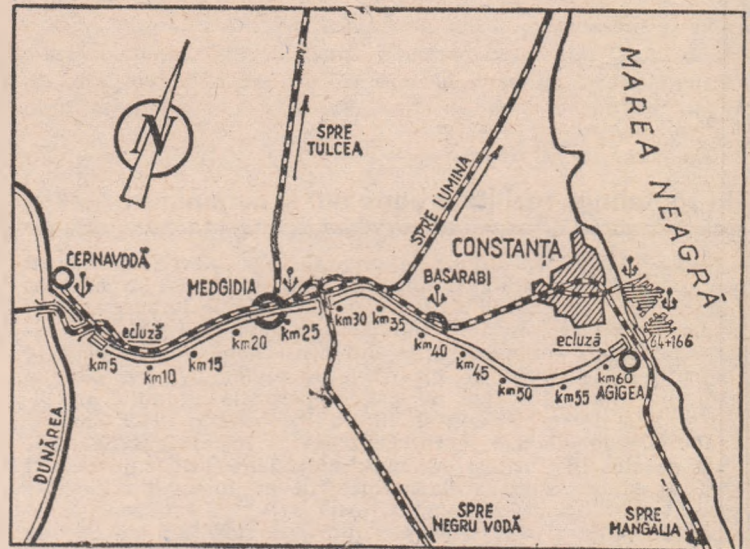 N
MAREA NEAGRĂ
SPRE
TULCEA
SPRE LUMINA
CERNAVODĂ
MEDGIDIA
CONSTANȚA
BASARABI
ecluză
ecluză
km5
km10
km15
km20
km25
km30
km35
km40
km45
km50
km55
km60
64+166
AGIGEA
DUNĂREA
SPRE
NEGRU VODĂ
SPRE
MANGALIA